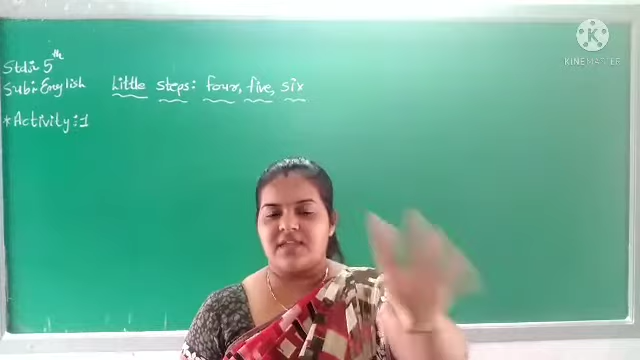 Std: 5th
Sub: English
Little steps: four, five, six
*Activity: 1
KINEMASTER